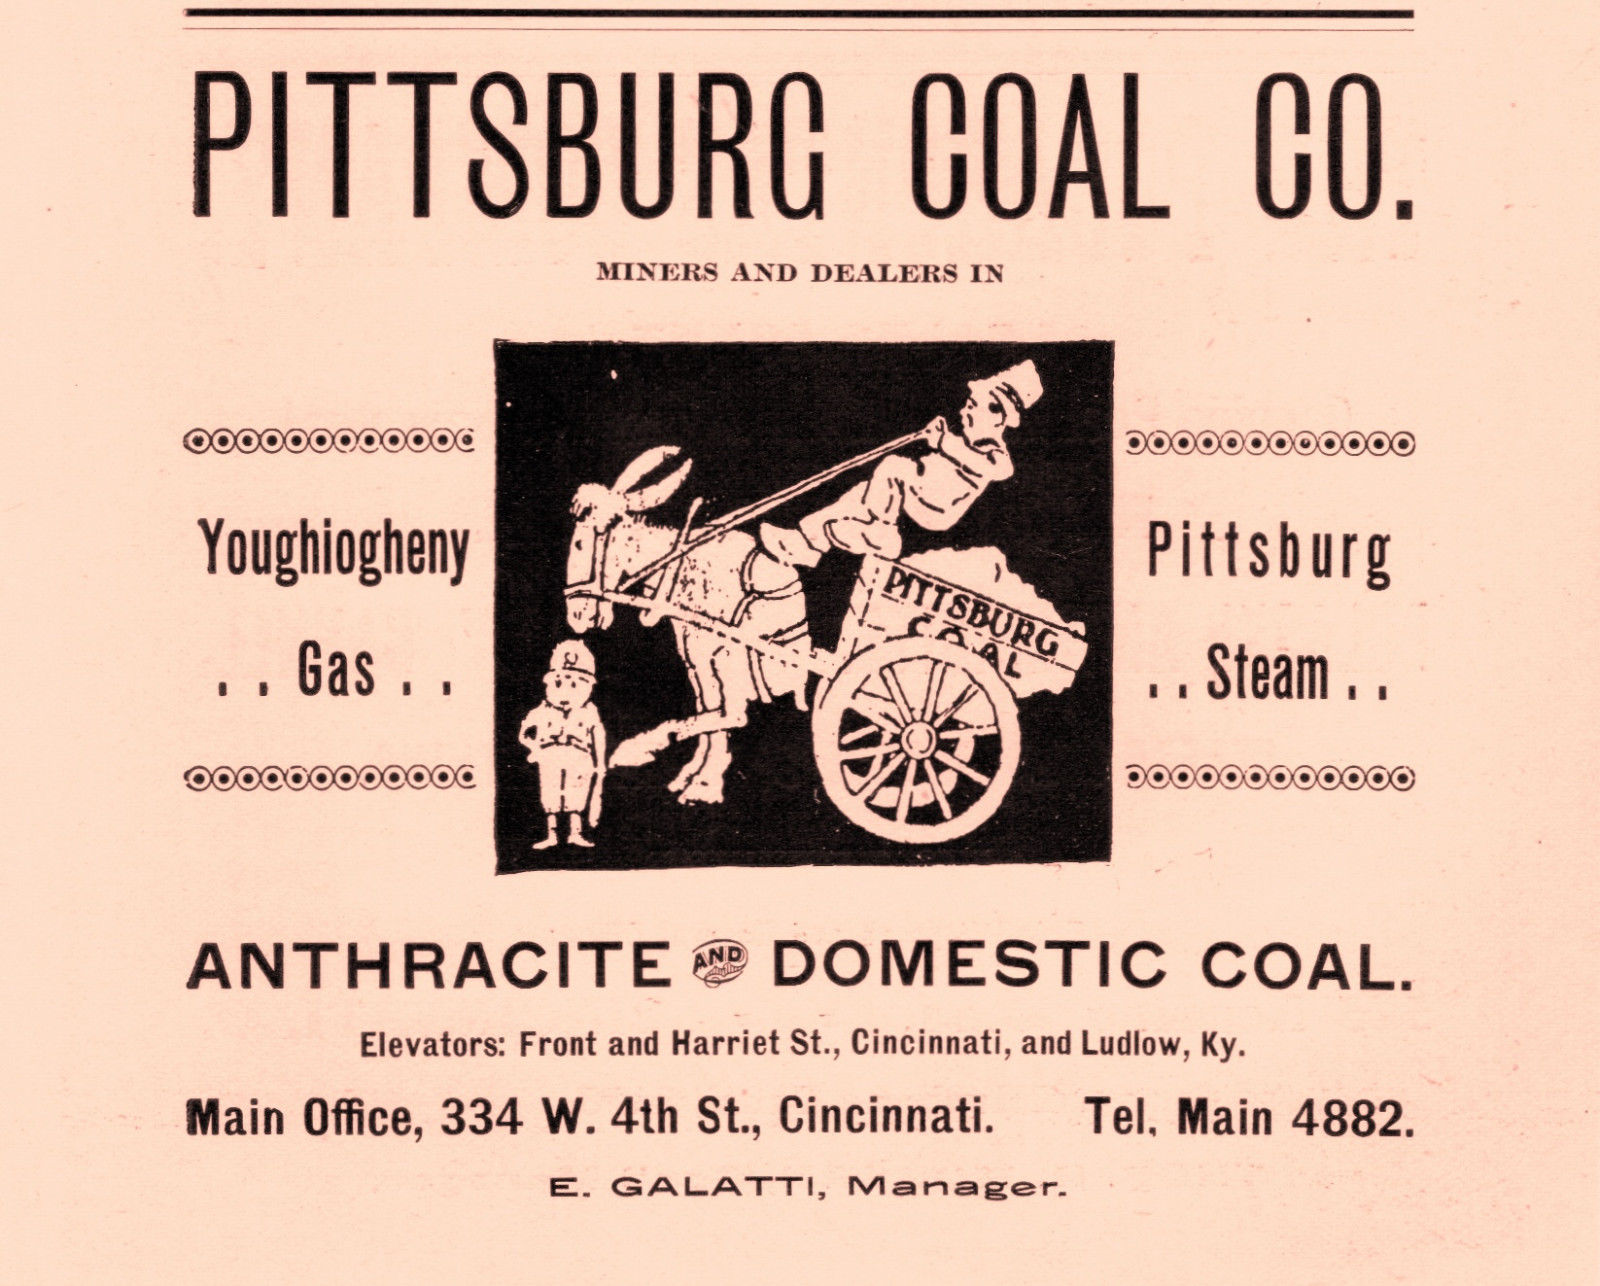 PITTSBURG COAL CO.
MINERS AND DEALERS IN
Youghiogheny
. . Gas . .
PITTSBURG
COAL
Pittsburg
. . Steam . .
ANTHRACITE AND DOMESTIC COAL.
Elevators: Front and Harriet St., Cincinnati, and Ludlow, Ky.
Main Office, 334 W. 4th St., Cincinnati. Tel. Main 4882.
E. GALATTI, Manager.